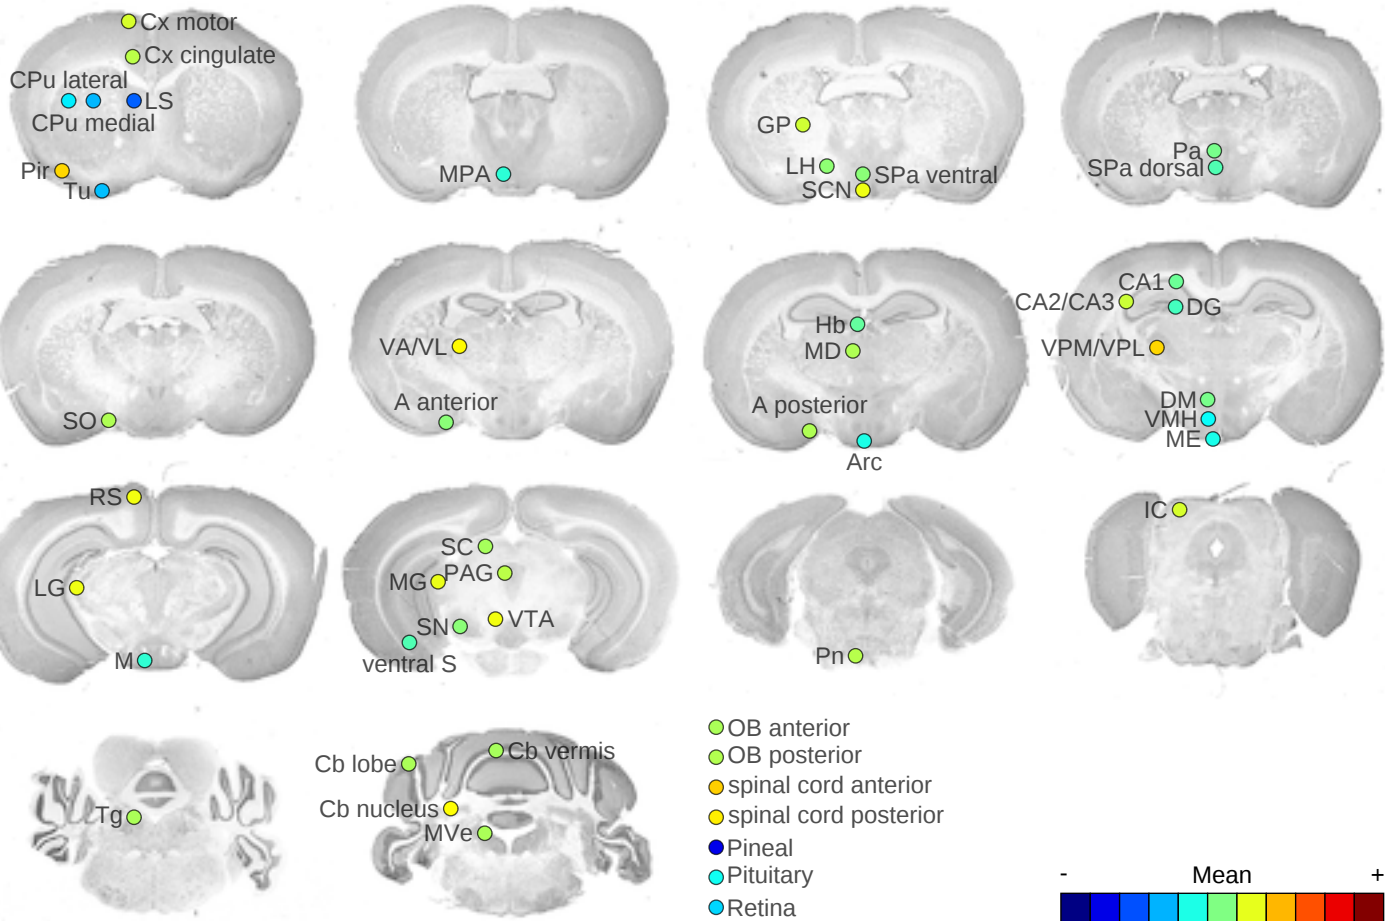 Cx motor
Cx cingulate
CPu lateral
LS
CPu medial
Pir
Tu
MPA
GP
LH
SPa ventral
SCN
Pa
SPa dorsal
SO
VA/VL
A anterior
Hb
MD
A posterior
Arc
CA1
CA2/CA3
DG
VPM/VPL
DM
VMH
ME
RS
LG
M
SC
MG
PAG
SN
VTA
ventral S
Pn
IC
Tg
Cb lobe
Cb vermis
Cb nucleus
MVe
OB anterior
OB posterior
spinal cord anterior
spinal cord posterior
Pineal
Pituitary
Retina
- Mean +